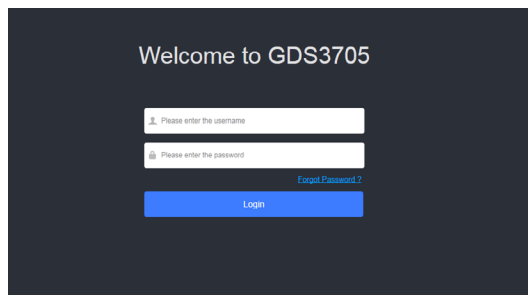 Welcome to GDS3705
Please enter the username
Please enter the password
Forgot Password ?
Login